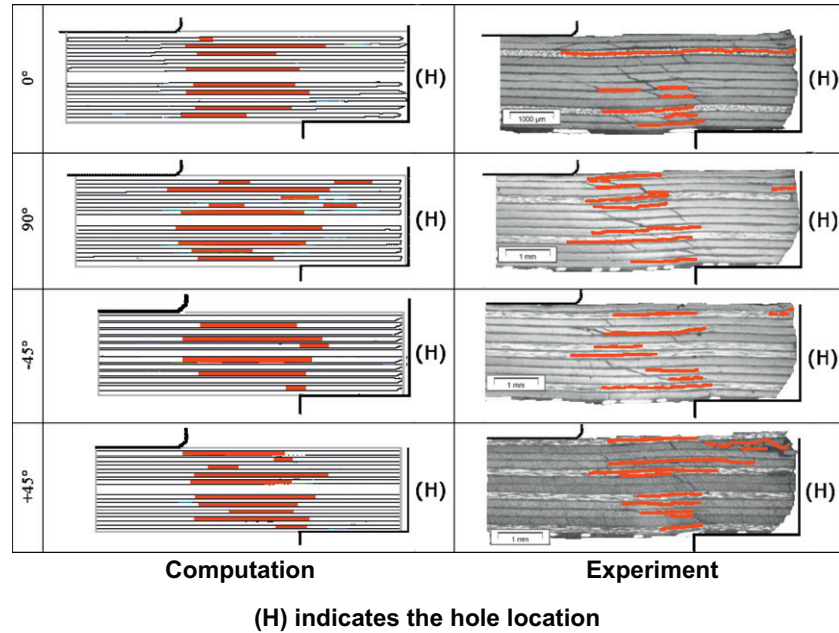 0°
(H)
1000 µm
(H)
90°
(H)
1 mm
(H)
-45°
(H)
1 mm
(H)
+45°
(H)
1 mm
(H)
Computation
Experiment
(H) indicates the hole location